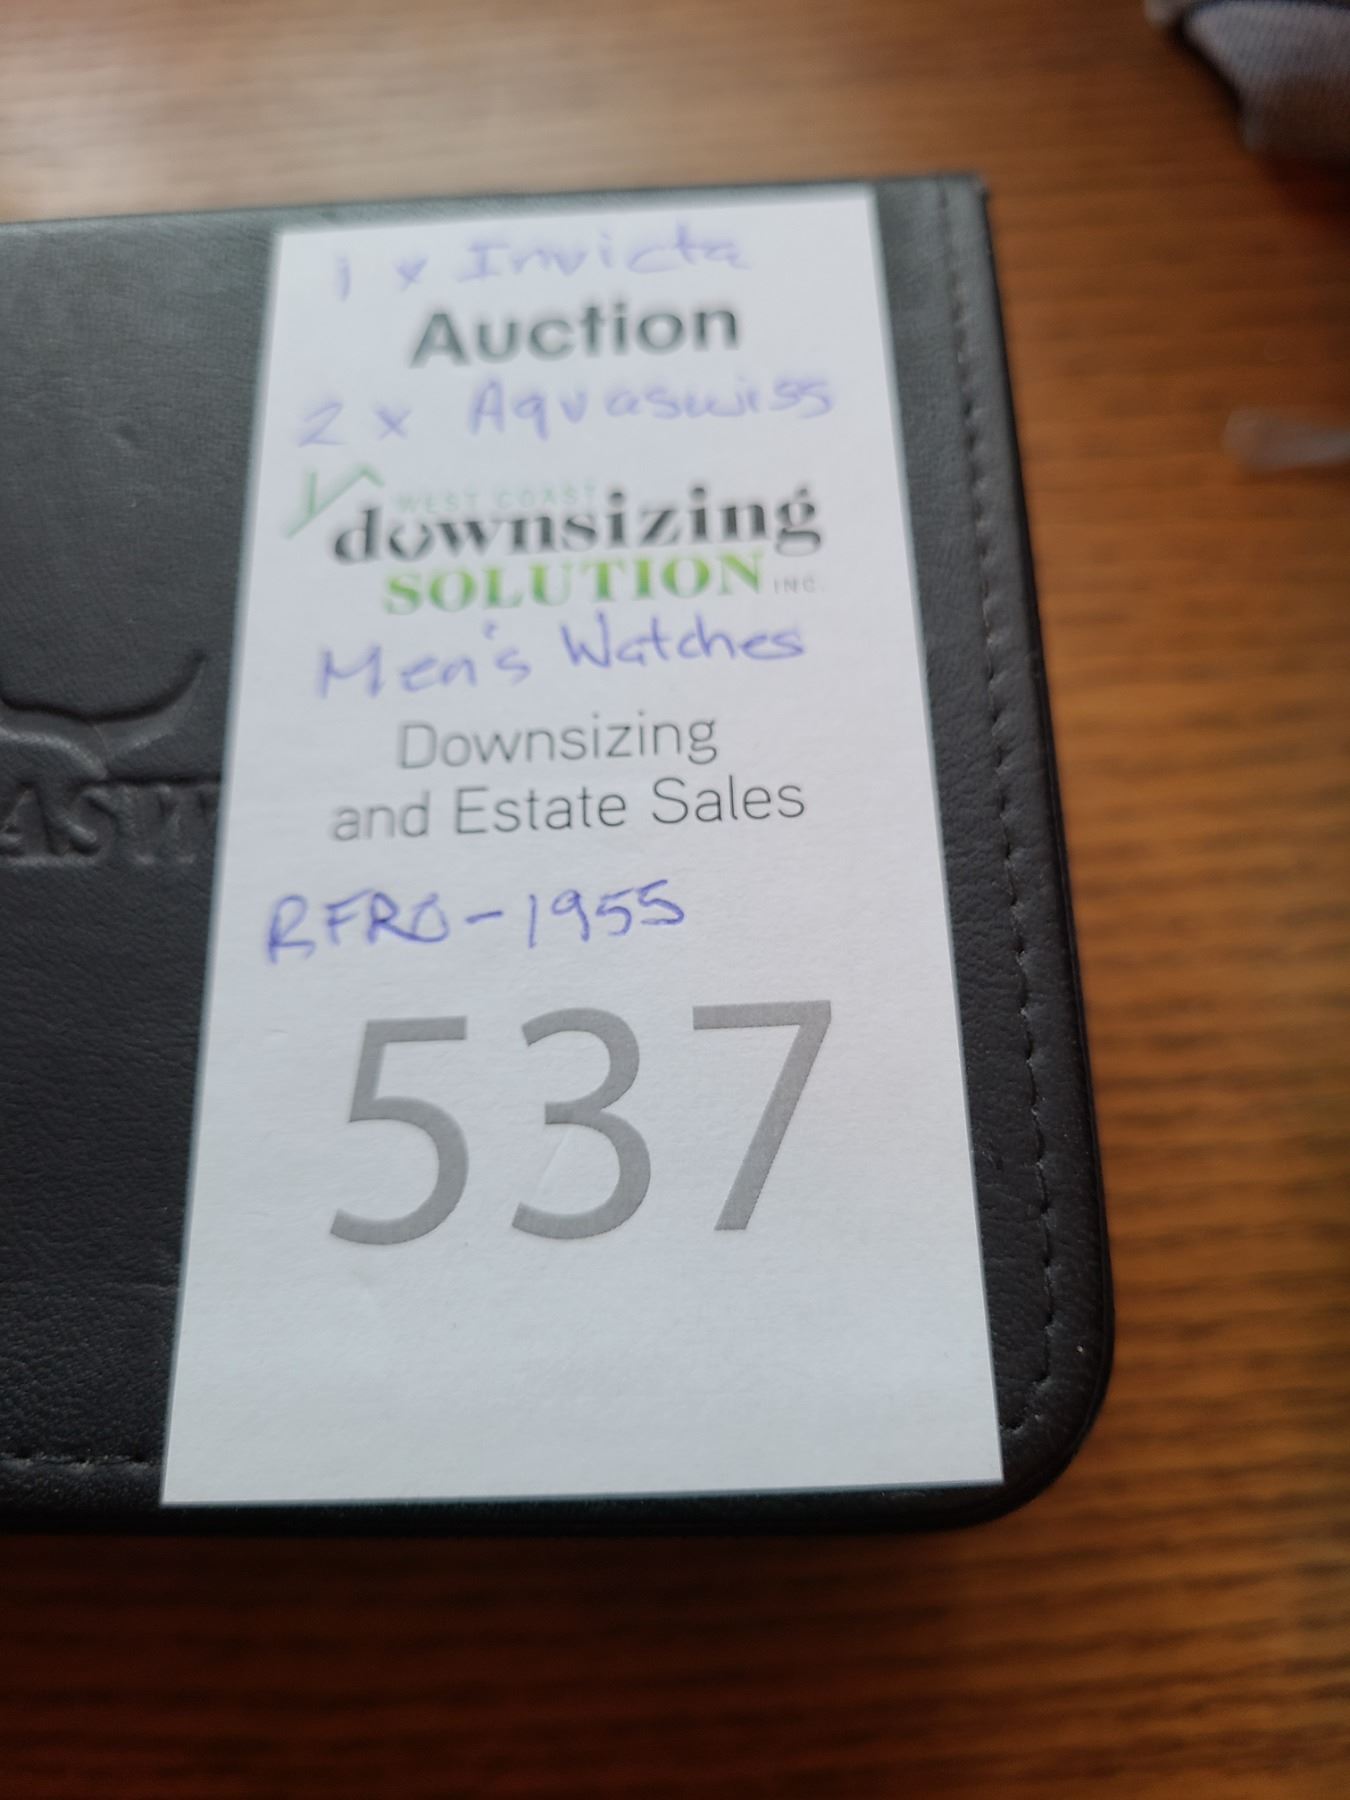 1 x Invicta
Auction
2 x Aquaswiss
WEST COAST
downsizing
SOLUTION INC.
Men's Watches
Downsizing
and Estate Sales
RFRO-1955
537
ASW